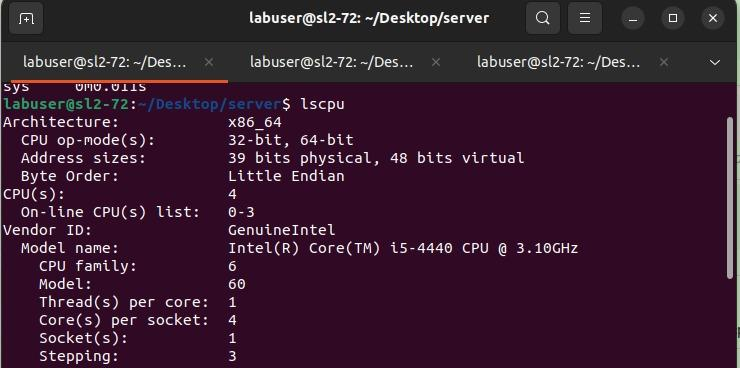 labuser@sl2-72: ~/Desktop/server
labuser@sl2-72: ~/Des… × labuser@sl2-72: ~/Des… × labuser@sl2-72: ~/Des… ×
sys 0m0.011s
labuser@sl2-72:~/Desktop/server$ lscpu
Architecture: x86_64
CPU op-mode(s): 32-bit, 64-bit
Address sizes: 39 bits physical, 48 bits virtual
Byte Order: Little Endian
CPU(s): 4
On-line CPU(s) list: 0-3
Vendor ID: GenuineIntel
Model name: Intel(R) Core(TM) i5-4440 CPU @ 3.10GHz
CPU family: 6
Model: 60
Thread(s) per core: 1
Core(s) per socket: 4
Socket(s): 1
Stepping: 3